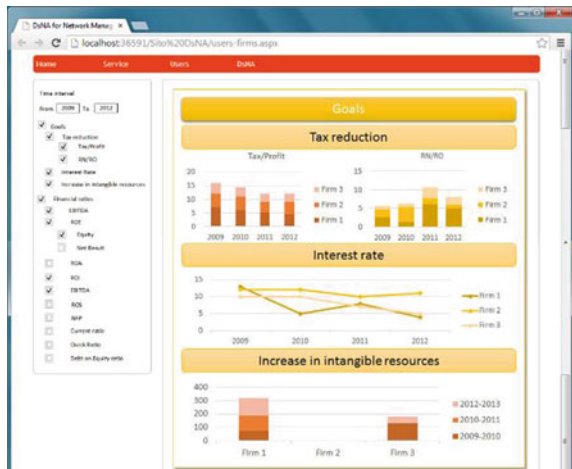 DsNA for Network Manag
localhost:36591/Sito%20DsNA/users-firms.aspx
Home Service Users DsNA
Time interval
From 2009 To 2012
Goals
Tax reduction
Tax/Profit
RN/RO
Interest Rate
Increase in intangible resources
Financial ratios
EBITDA
ROE
Equity
Net Result
ROA
ROI
EBITDA
ROS
Current ratio
Quick Ratio
Debt on Equity ratio
Goals
Tax reduction
Tax/Profit
20
15
10
5
0
2009 2010 2011 2012
Firm 3
Firm 2
Firm 1
RN/RO
15
10
5
0
2009 2010 2011 2012
Firm 3
Firm 2
Firm 1
Interest rate
15
10
5
0
2009 2010 2011 2012
Firm 1
Firm 2
Firm 3
Increase in intangible resources
400
300
200
100
0
Firm 1 Firm 2 Firm 3
2012-2013
2010-2011
2009-2010